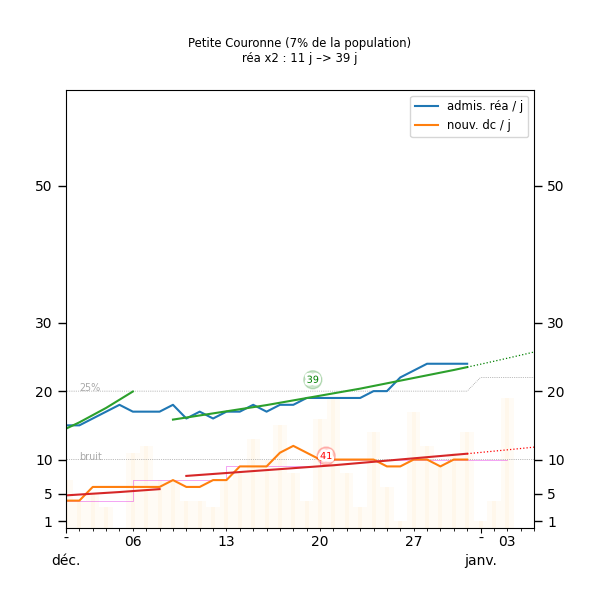 Petite Couronne (7% de la population)
réa x2 : 11 j –> 39 j
admis. réa / j
nouv. dc / j
50 50
30 30
39
25%
20 20
41
bruit
10 10
5 5
1 1
- 06 13 20 27 - 03
déc. janv.